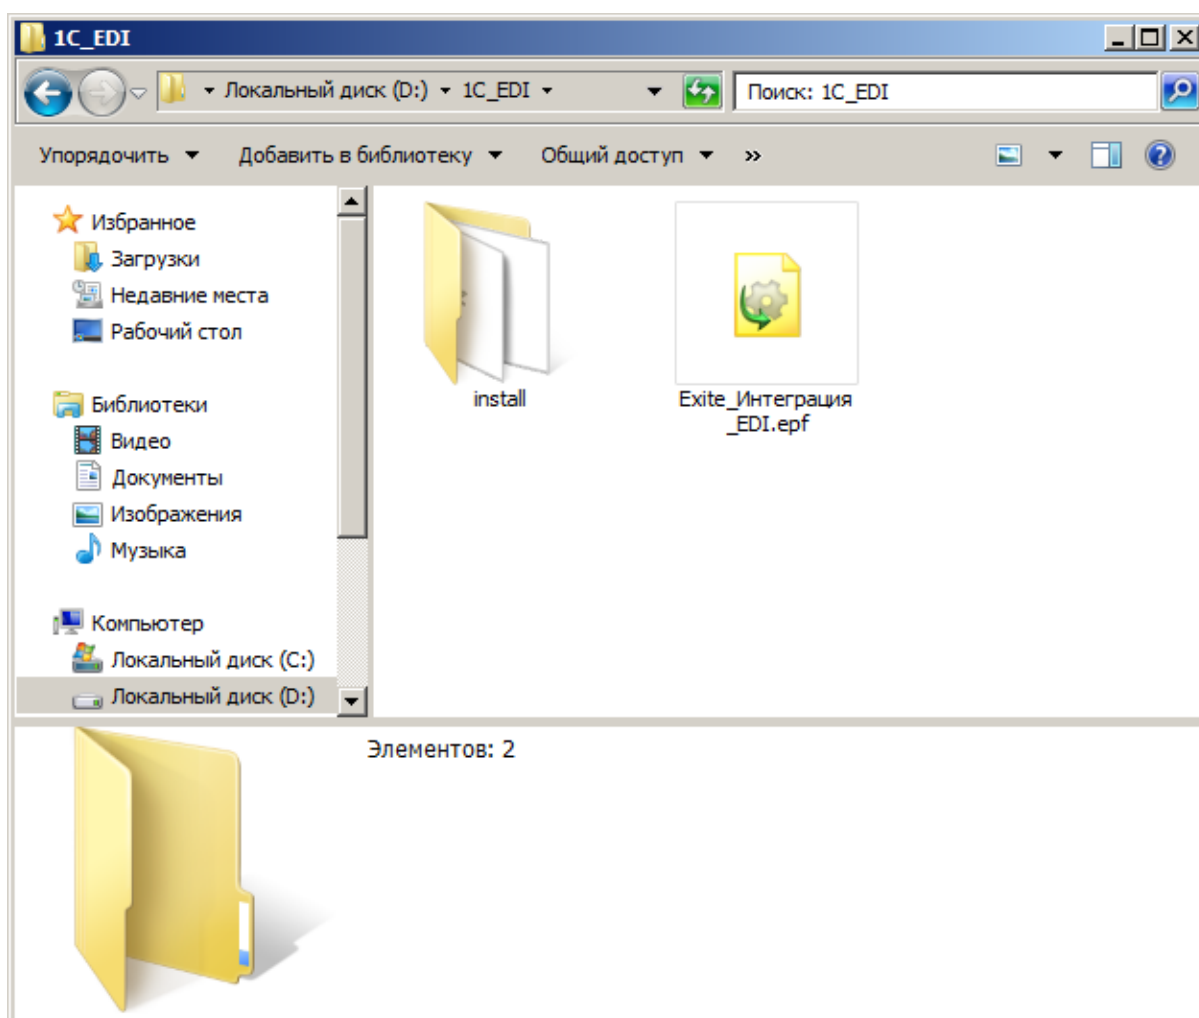 1C_EDI
Локальный диск (D:) 1C_EDI
Поиск: 1C_EDI
Упорядочить Добавить в библиотеку Общий доступ »
Избранное
Загрузки
Недавние места
Рабочий стол
Библиотеки
Видео
Документы
Изображения
Музыка
Компьютер
Локальный диск (C:)
Локальный диск (D:)
install
Exite_Интеграция
_EDI.epf
Элементов: 2